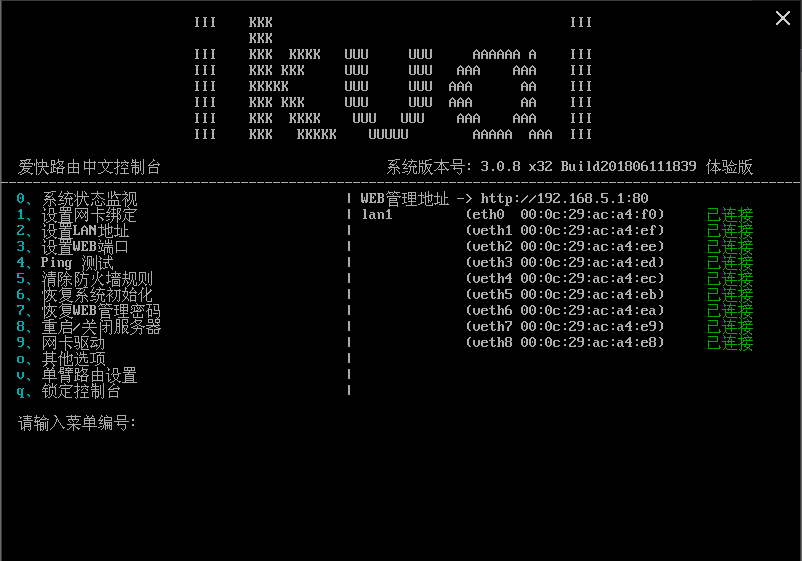 III    KKK                                     III
       KKK
III    KKK  KKKK   UUU     UUU     AAAAAA A    III
III    KKK KKK     UUU     UUU   AAA    AAA    III
III    KKKKK       UUU     UUU  AAA      AA    III
III    KKK KKK     UUU     UUU  AAA      AA    III
III    KKK  KKKK    UUU   UUU    AAA    AAA    III
III    KKK   KKKKK    UUUUU        AAAAA  AAA  III
爱快路由中文控制台 系统版本号: 3.0.8 x32 Build201806111839 体验版
0、系统状态监视 | WEB管理地址 -> http://192.168.5.1:80
1、设置网卡绑定 | lan1 (eth0 00:0c:29:ac:a4:f0) 已连接
2、设置LAN地址 | (veth1 00:0c:29:ac:a4:ef) 已连接
3、设置WEB端口 | (veth2 00:0c:29:ac:a4:ee) 已连接
4、Ping 测试 | (veth3 00:0c:29:ac:a4:ed) 已连接
5、清除防火墙规则 | (veth4 00:0c:29:ac:a4:ec) 已连接
6、恢复系统初始化 | (veth5 00:0c:29:ac:a4:eb) 已连接
7、恢复WEB管理密码 | (veth6 00:0c:29:ac:a4:ea) 已连接
8、重启/关闭服务器 | (veth7 00:0c:29:ac:a4:e9) 已连接
9、网卡驱动 | (veth8 00:0c:29:ac:a4:e8) 已连接
o、其他选项 |
v、单臂路由设置 |
q、锁定控制台 |
请输入菜单编号: